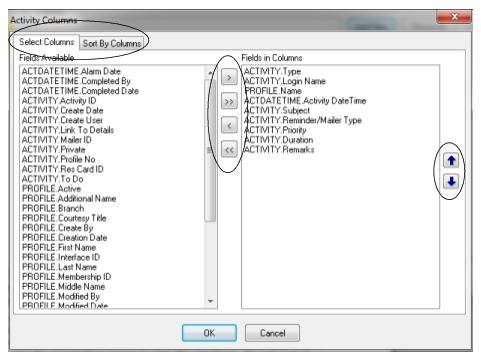 Activity Columns
Select Columns Sort By Columns
Fields Available
ACTDATETIME.Alarm Date
ACTDATETIME.Completed By
ACTDATETIME.Completed Date
ACTIVITY.Activity ID
ACTIVITY.Create Date
ACTIVITY.Create User
ACTIVITY.Link To Details
ACTIVITY.Mailer ID
ACTIVITY.Private
ACTIVITY.Profile No
ACTIVITY.Res Card ID
ACTIVITY.To Do
PROFILE.Active
PROFILE.Additional Name
PROFILE.Branch
PROFILE.Courtesy Title
PROFILE.Create By
PROFILE.Creation Date
PROFILE.First Name
PROFILE.Interface ID
PROFILE.Last Name
PROFILE.Membership ID
PROFILE.Middle Name
PROFILE.Modified By
PROFILE.Modified Date
>
>>
<
<<
Fields in Columns
ACTIVITY.Type
ACTIVITY.Login Name
PROFILE.Name
ACTDATETIME.Activity DateTime
ACTIVITY.Subject
ACTIVITY.Reminder/Mailer Type
ACTIVITY.Priority
ACTIVITY.Duration
ACTIVITY.Remarks
OK Cancel